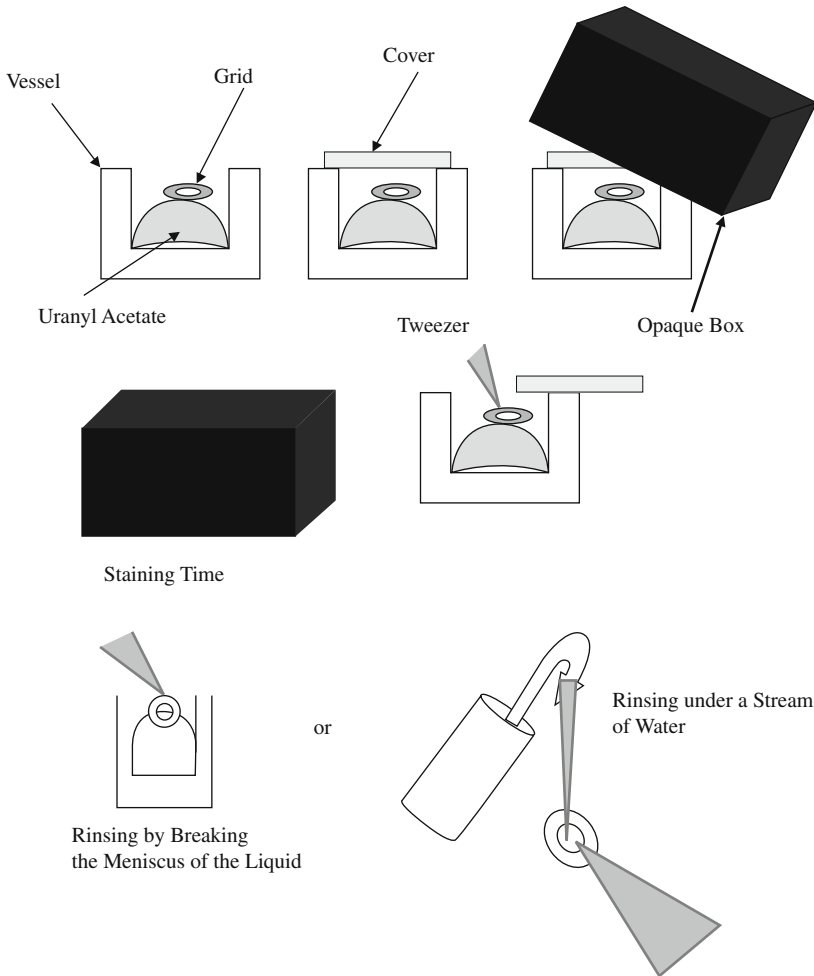 Cover
Grid
Vessel
Uranyl Acetate
Tweezer
Opaque Box
Staining Time
Rinsing under a Stream
of Water
or
Rinsing by Breaking
the Meniscus of the Liquid